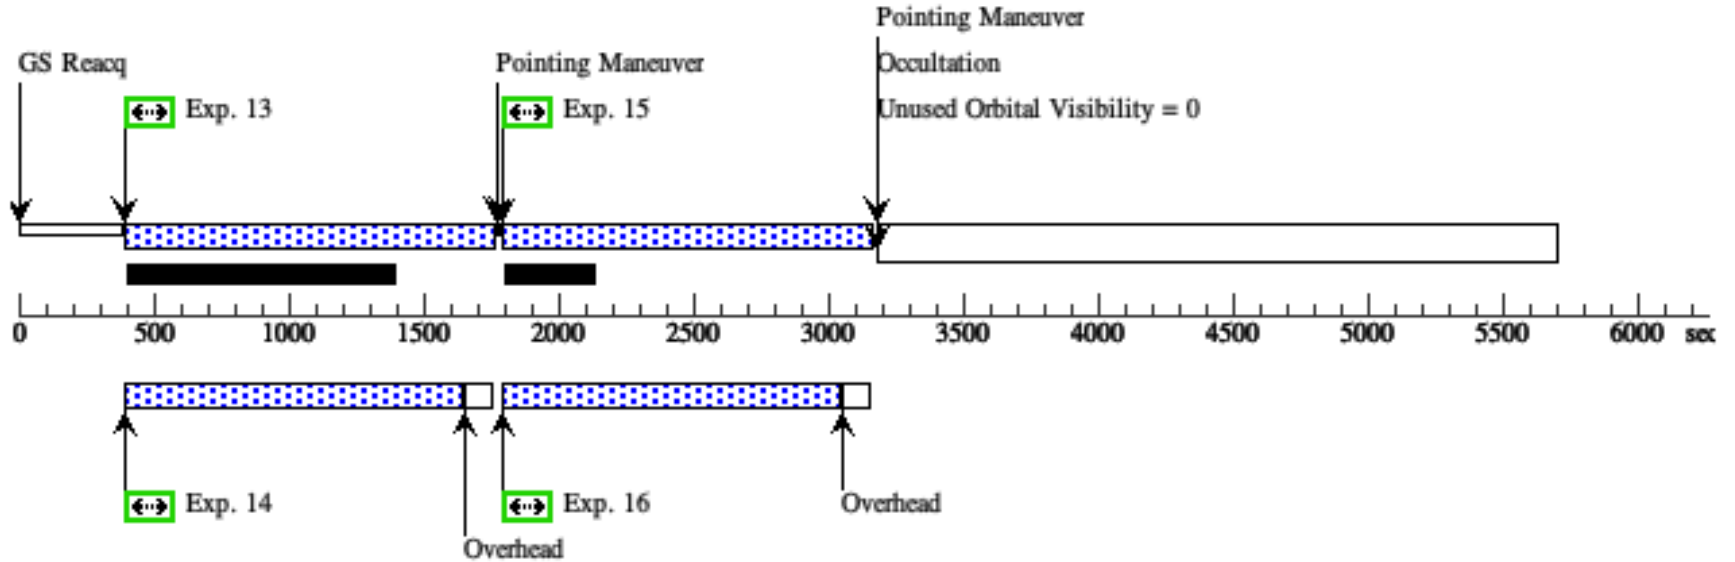 Pointing Maneuver
GS Reacq
Pointing Maneuver
Occultation
Exp. 13
Exp. 15
Unused Orbital Visibility = 0
0 500 1000 1500 2000 2500 3000 3500 4000 4500 5000 5500 6000 sec
Exp. 14
Exp. 16
Overhead
Overhead